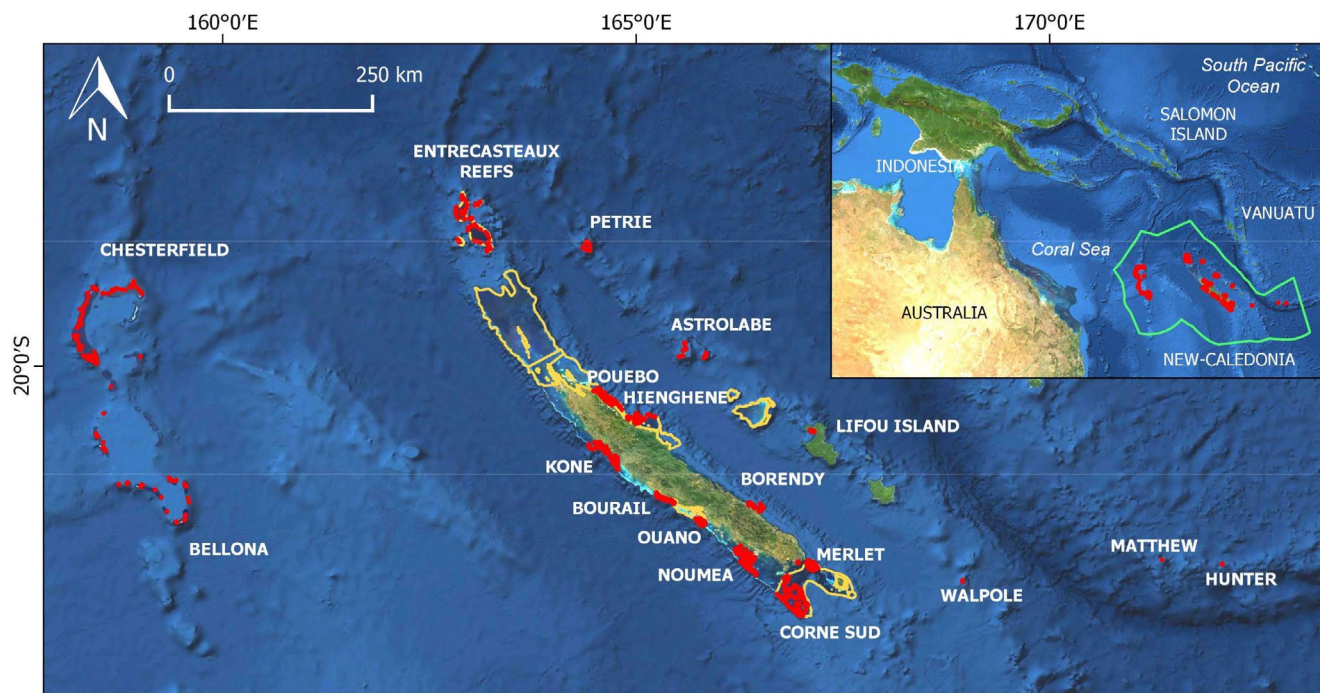 160°0'E
165°0'E
170°0'E
0
250 km
N
20°0'S
ENTRECASTEAUX
REEFS
PETRIE
CHESTERFIELD
ASTROLABE
POUEBO
HIENGHENE
LIFOU ISLAND
KONE
BORENDY
BOURAIL
OUANO
BELLONA
NOUMEA
MERLET
MATTHEW
HUNTER
WALPOLE
CORNE SUD
South Pacific
Ocean
SALOMON
ISLAND
INDONESIA
VANUATU
Coral Sea
AUSTRALIA
NEW-CALEDONIA